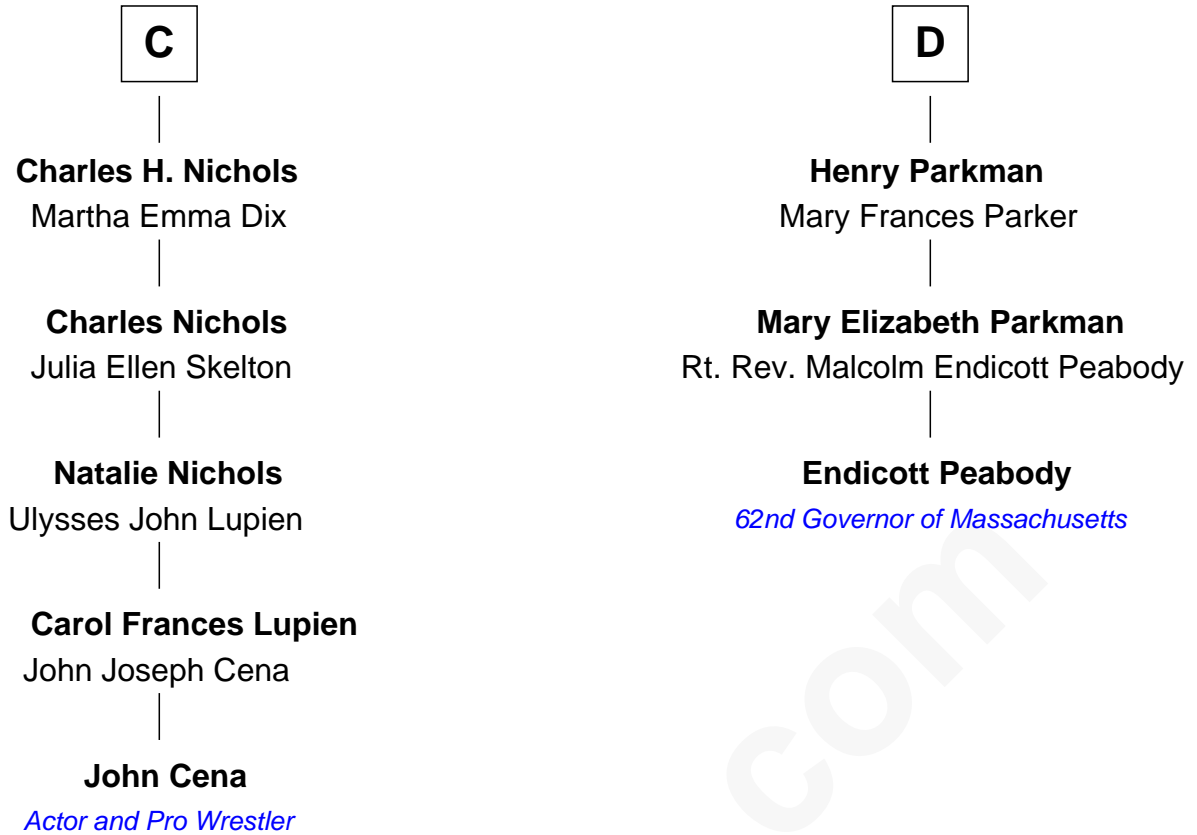 C
Charles H. Nichols
Martha Emma Dix
Charles Nichols
Julia Ellen Skelton
Natalie Nichols
Ulysses John Lupien
Carol Frances Lupien
John Joseph Cena
John Cena
Actor and Pro Wrestler
D
Henry Parkman
Mary Frances Parker
Mary Elizabeth Parkman
Rt. Rev. Malcolm Endicott Peabody
Endicott Peabody
62nd Governor of Massachusetts
com